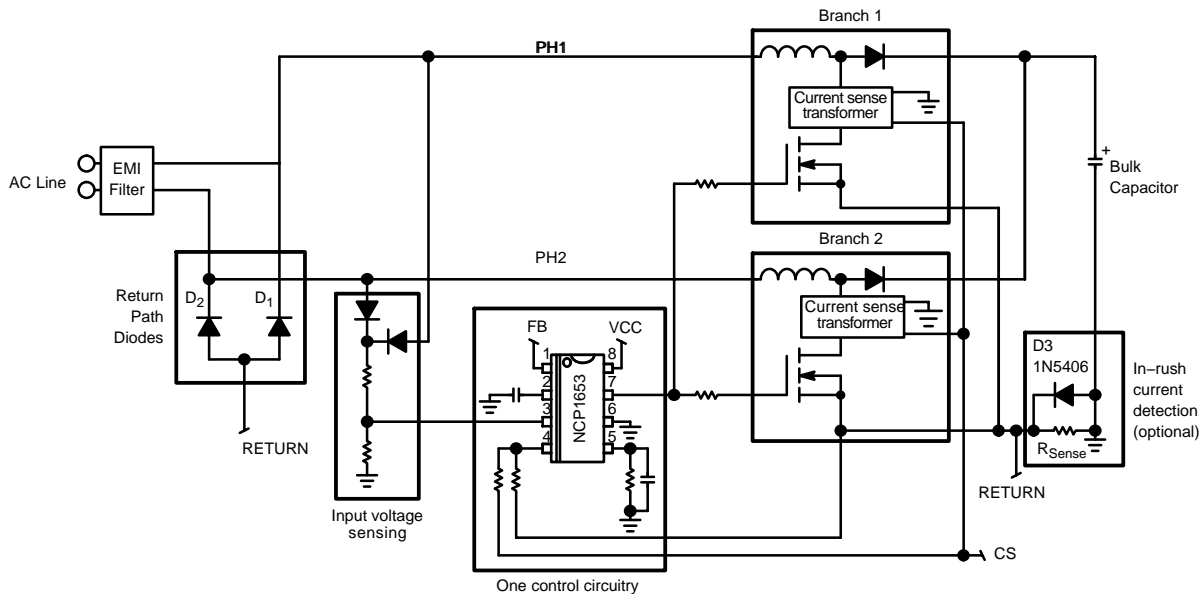 Branch 1
PH1
Current sense
transformer
AC Line
EMI
Filter
+
Bulk
Capacitor
Branch 2
PH2
Return
Path
Diodes
D2
D1
Current sense
transformer
FB
VCC
1
2
3
4
8
7
6
5
NCP1653
D3
1N5406
RSense
In–rush
current
detection
(optional)
RETURN
RETURN
Input voltage
sensing
CS
One control circuitry